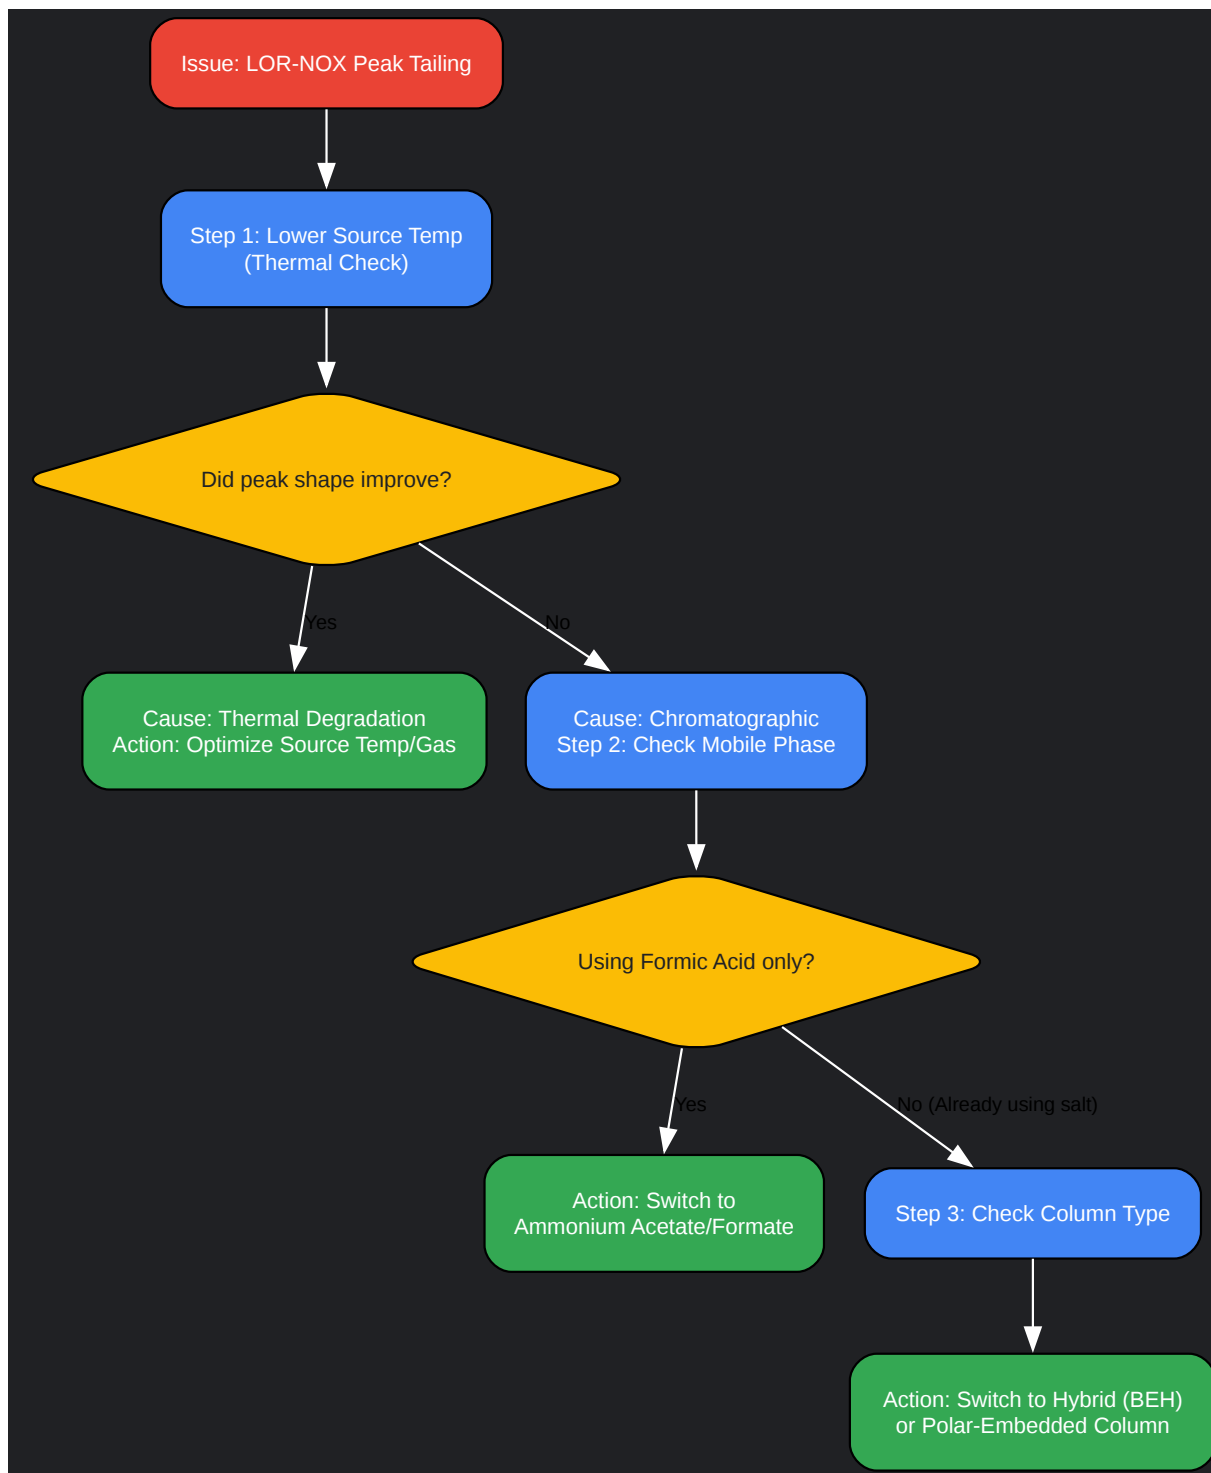 Issue: LOR-NOX Peak Tailing
Step 1: Lower Source Temp
(Thermal Check)
Did peak shape improve?
Yes
No
Cause: Thermal Degradation
Action: Optimize Source Temp/Gas
Cause: Chromatographic
Step 2: Check Mobile Phase
Using Formic Acid only?
Yes
No (Already using salt)
Action: Switch to
Ammonium Acetate/Formate
Step 3: Check Column Type
Action: Switch to Hybrid (BEH)
or Polar-Embedded Column